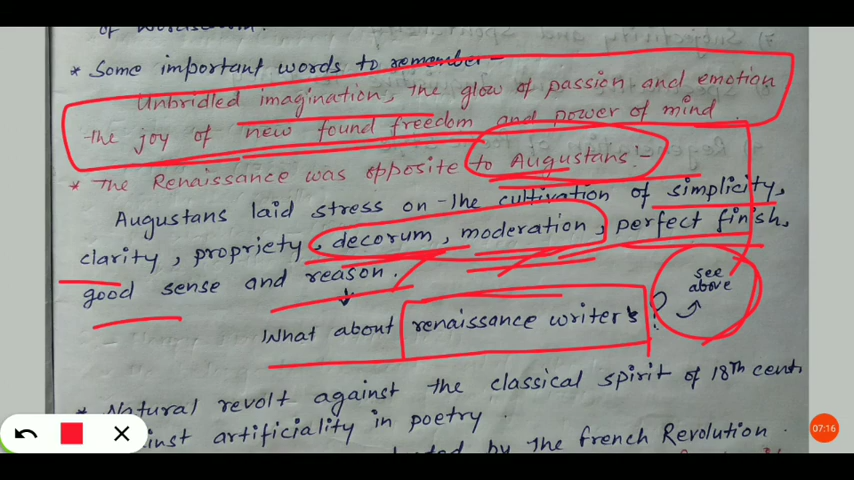 * Some important words to remember-
Unbridled imagination, the glow of passion and emotion
the joy of new found freedom and power of mind.
* The Renaissance was opposite to Augustans:-
Augustans laid stress on the cultivation of simplicity,
clarity, propriety, decorum, moderation, perfect finish,
good sense and reason.
see
above
What about renaissance writer's ?
* Natural revolt against the classical spirit of 18th cent.
artificiality in poetry.
by the french Revolution.
07:16